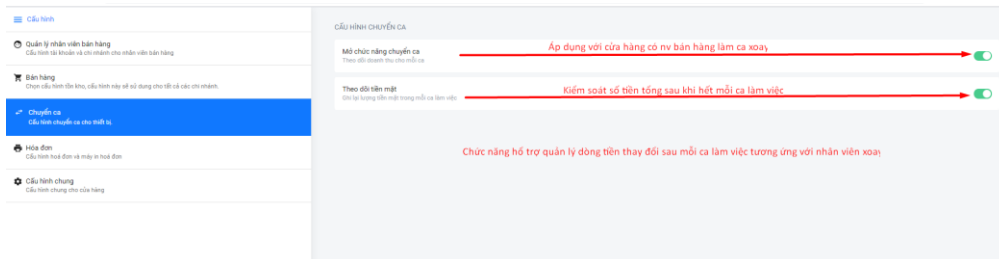 Cấu hình
Quản lý nhân viên bán hàng
Cấu hình tài khoản và chi nhánh cho nhân viên bán hàng
Bán hàng
Chọn cấu hình tồn kho, cấu hình này sẽ sử dụng cho tất cả các chi nhánh.
Chuyển ca
Cấu hình chuyển ca cho thiết bị.
Hóa đơn
Cấu hình hoá đơn và máy in hoá đơn
Cấu hình chung
Cấu hình chung cho cửa hàng
CẤU HÌNH CHUYỂN CA
Mở chức năng chuyển ca
Theo dõi doanh thu cho mỗi ca
Áp dụng với cửa hàng có nv bán hàng làm ca xoay
Theo dõi tiền mặt
Ghi lại lượng tiền mặt trong mỗi ca làm việc
Kiểm soát số tiền tổng sau khi hết mỗi ca làm việc
Chức năng hổ trợ quản lý dòng tiền thay đổi sau mỗi ca làm việc tương ứng với nhân viên xoay